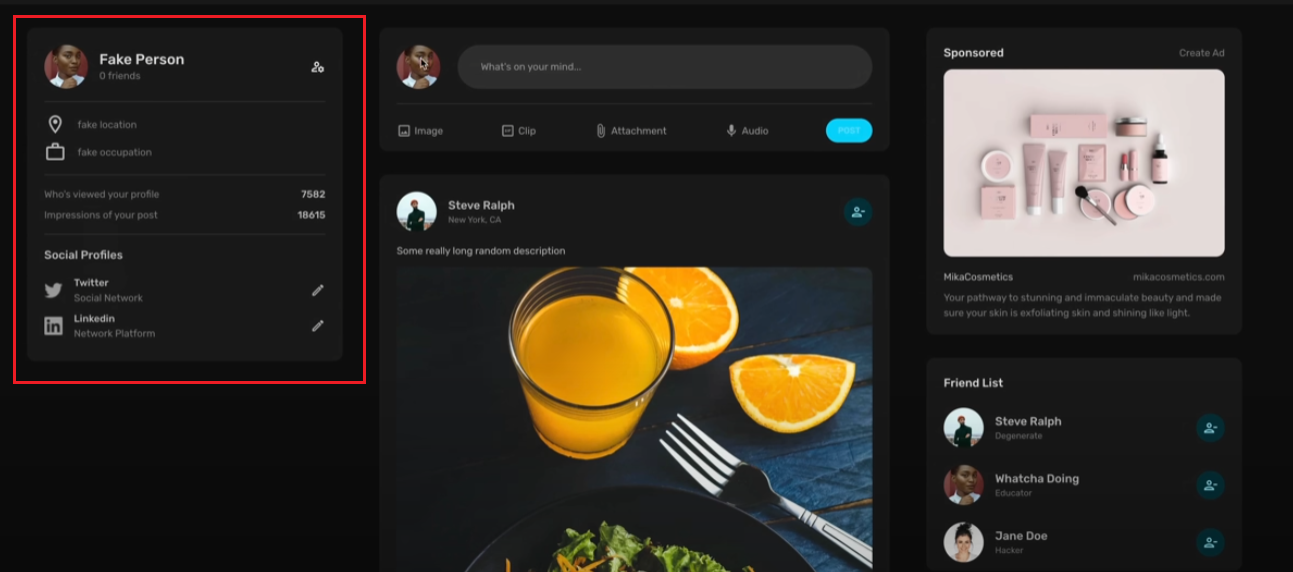 Fake Person
0 friends
fake location
fake occupation
Who's viewed your profile 7582
Impressions of your post 18615
Social Profiles
Twitter
Social Network
Linkedin
Network Platform
What's on your mind...
Image Clip Attachment Audio POST
Steve Ralph
New York, CA
Some really long random description
Sponsored Create Ad
MikaCosmetics mikacosmetics.com
Your pathway to stunning and immaculate beauty and made
sure your skin is exfoliating skin and shining like light.
Friend List
Steve Ralph
Degenerate
Whatcha Doing
Educator
Jane Doe
Hacker